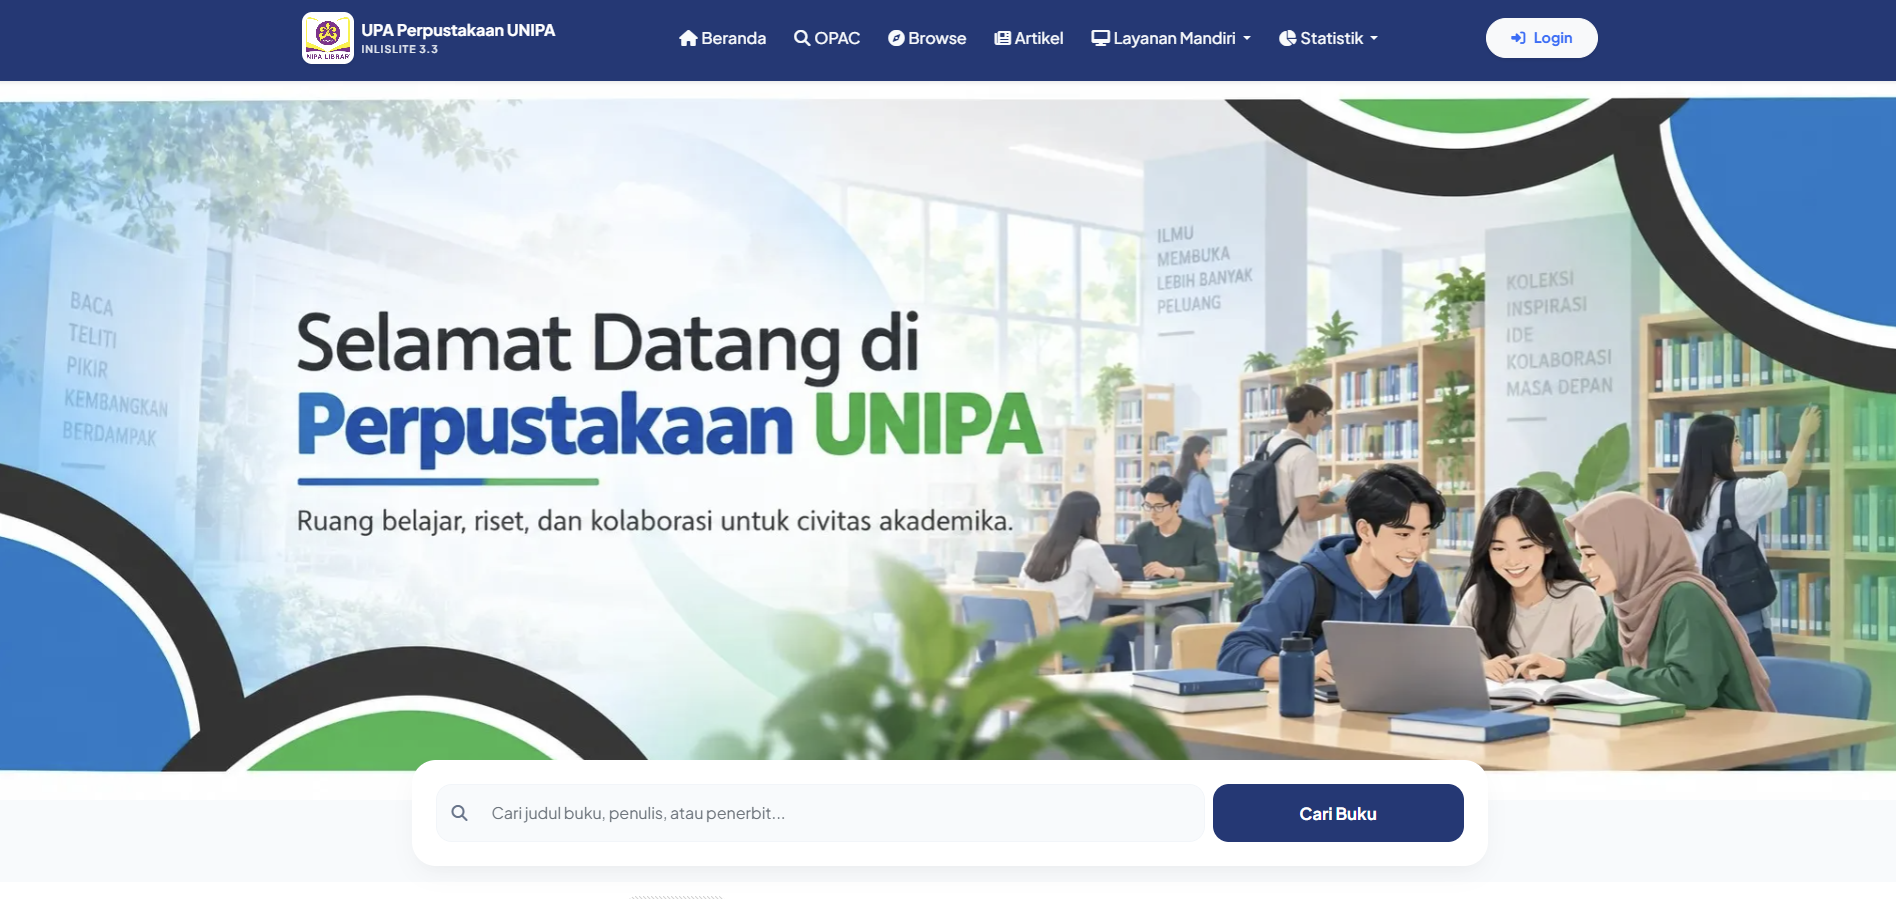 UPA Perpustakaan UNIPA
INLISLITE 3.3
Beranda
OPAC
Browse
Artikel
Layanan Mandiri
Statistik
Login
BACA
TELITI
PIKIR
KEMBANGKAN
BERDAMPAK
Selamat Datang di
Perpustakaan UNIPA
Ruang belajar, riset, dan kolaborasi untuk civitas akademika.
ILMU
MEMBUKA
LEBIH BANYAK
PELUANG
KOLEKSI
INSPIRASI
IDE
KOLABORASI
MASA DEPAN
Cari judul buku, penulis, atau penerbit...
Cari Buku